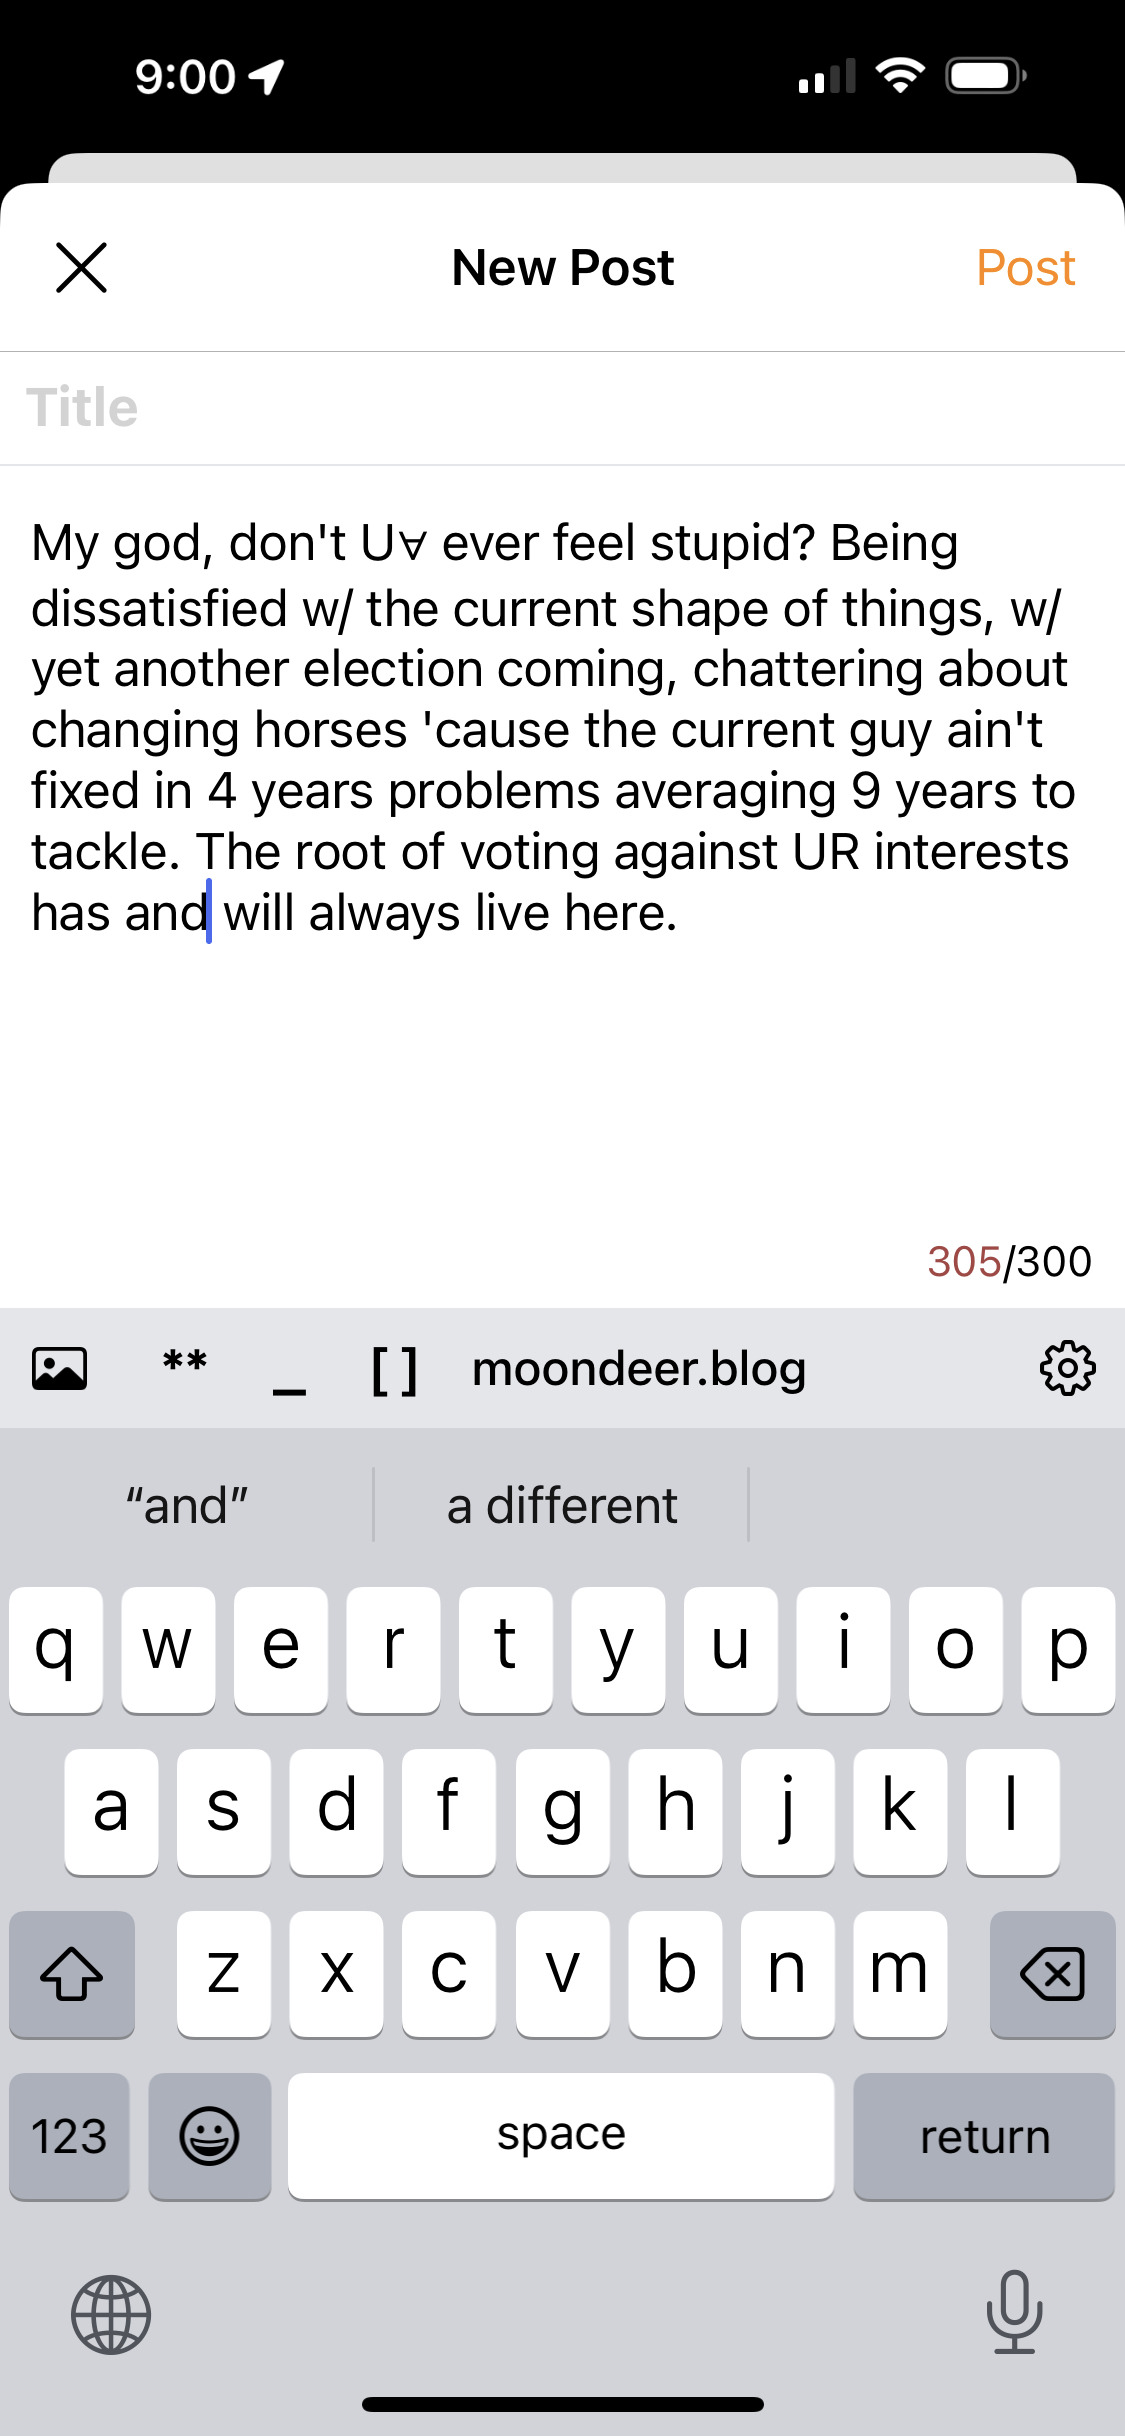 9:00
New Post
Post
Title
My god, don't U∀ ever feel stupid? Being
dissatisfied w/ the current shape of things, w/
yet another election coming, chattering about
changing horses 'cause the current guy ain't
fixed in 4 years problems averaging 9 years to
tackle. The root of voting against UR interests
has and will always live here.
305/300
** _ [ ] moondeer.blog
“and” a different
q w e r t y u i o p
a s d f g h j k l
z x c v b n m
123 space return